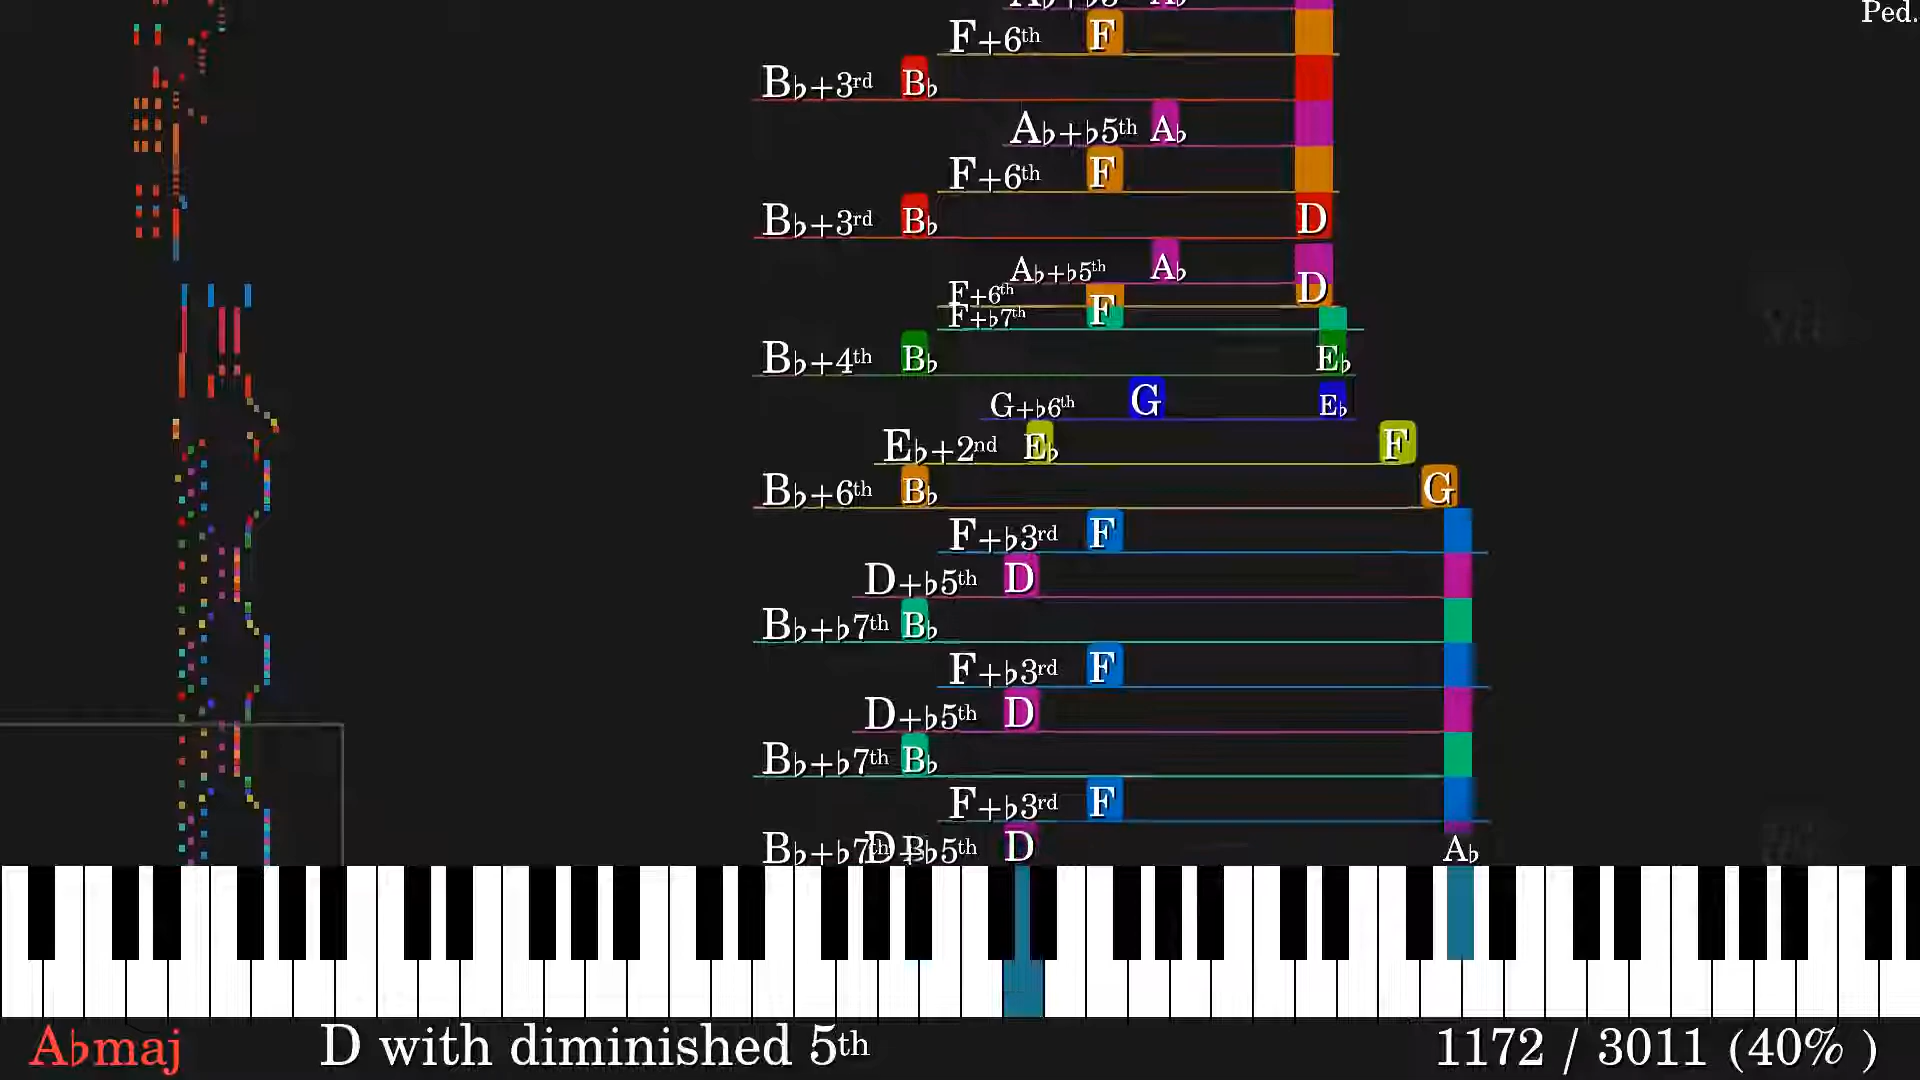 A♭+♭5th A♭
Ped.
F+6th F
B♭+3rd B♭
A♭+♭5th A♭
F+6th F
B♭+3rd B♭ D
A♭+♭5th A♭
D
F+6th
F+♭7th F
B♭+4th B♭ E♭
G+♭6th G E♭
E♭+2nd E♭ F
B♭+6th B♭ G
F+♭3rd F
D+♭5th D
B♭+♭7th B♭
F+♭3rd F
D+♭5th D
B♭+♭7th B♭
F+♭3rd F
B♭+♭7th B♭
D+♭5th D A♭
A♭maj D with diminished 5th 1172 / 3011 (40% )